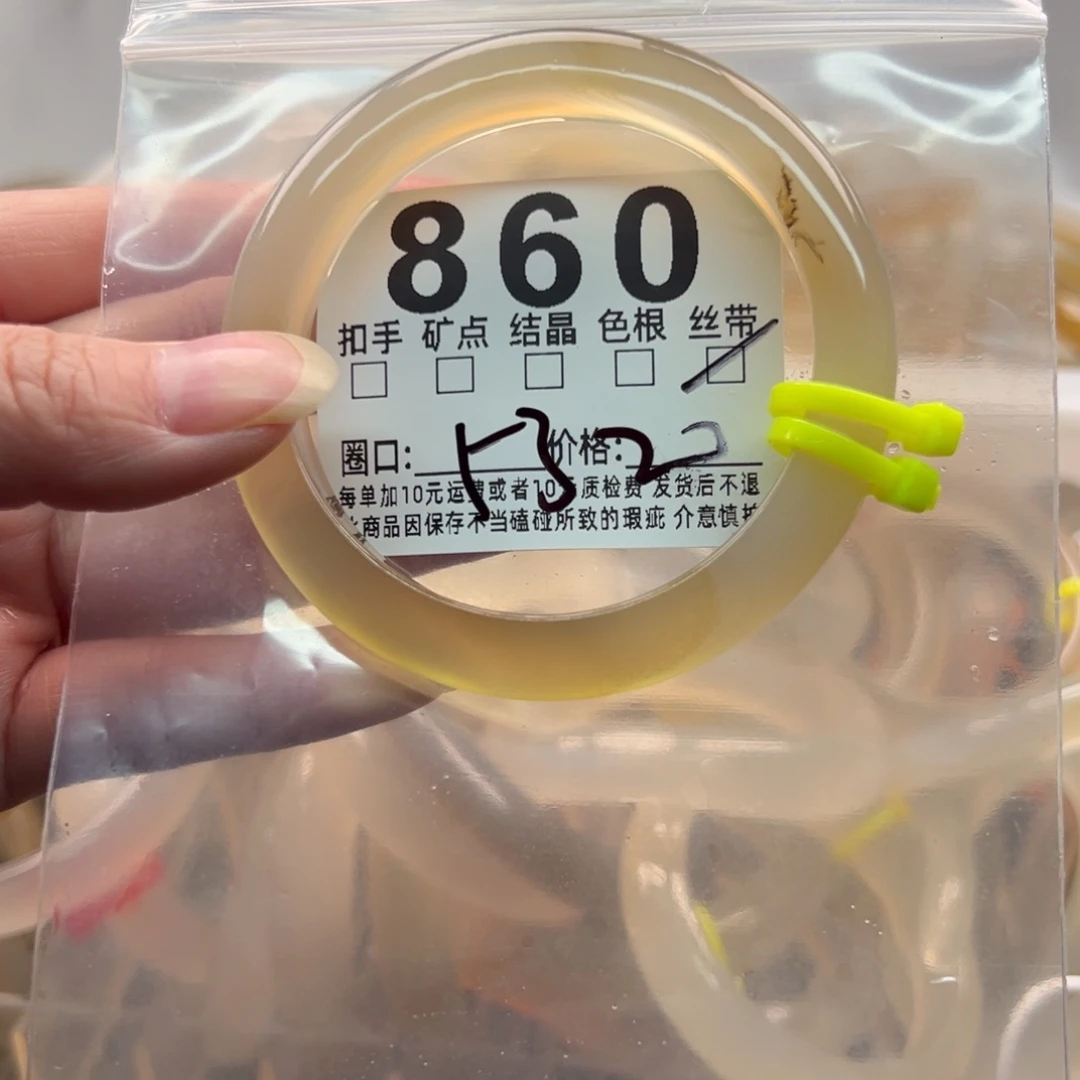 860
扣手 矿点 结晶 色根 丝带
圈口: 价格:
每单加10元运费或者10 质检费 发货后不退
商品因保存不当磕碰所致的瑕疵 介意慎拍